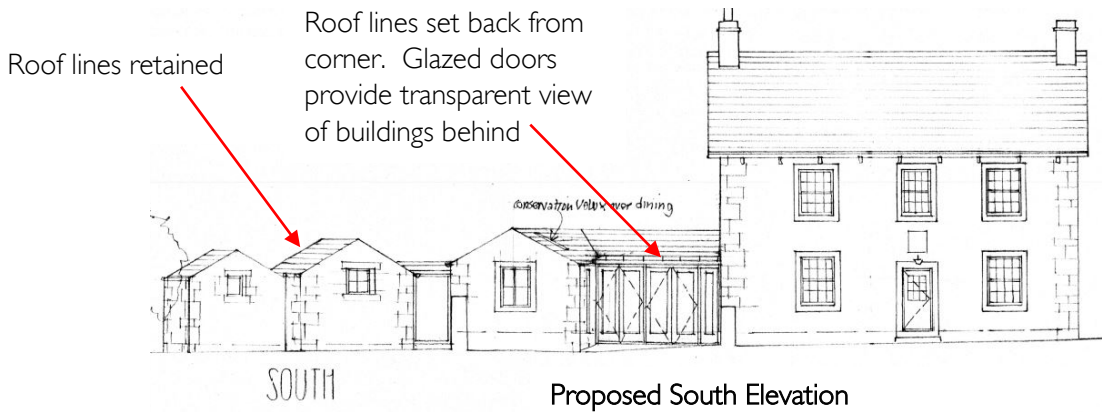 Roof lines retained
Roof lines set back from
corner. Glazed doors
provide transparent view
of buildings behind
conservation Velux over dining
SOUTH
Proposed South Elevation